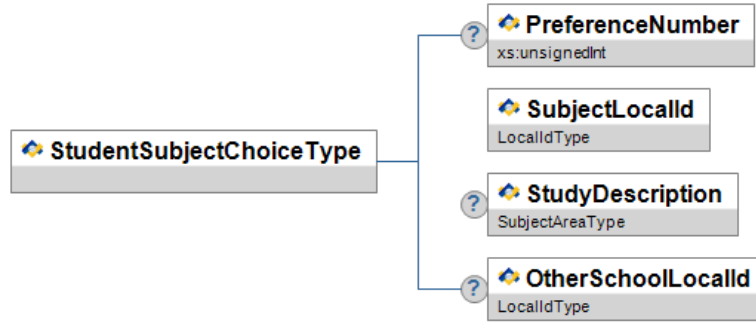 PreferenceNumber
xs:unsignedInt
SubjectLocalId
LocalIdType
StudentSubjectChoiceType
StudyDescription
SubjectAreaType
OtherSchoolLocalId
LocalIdType
?
?
?